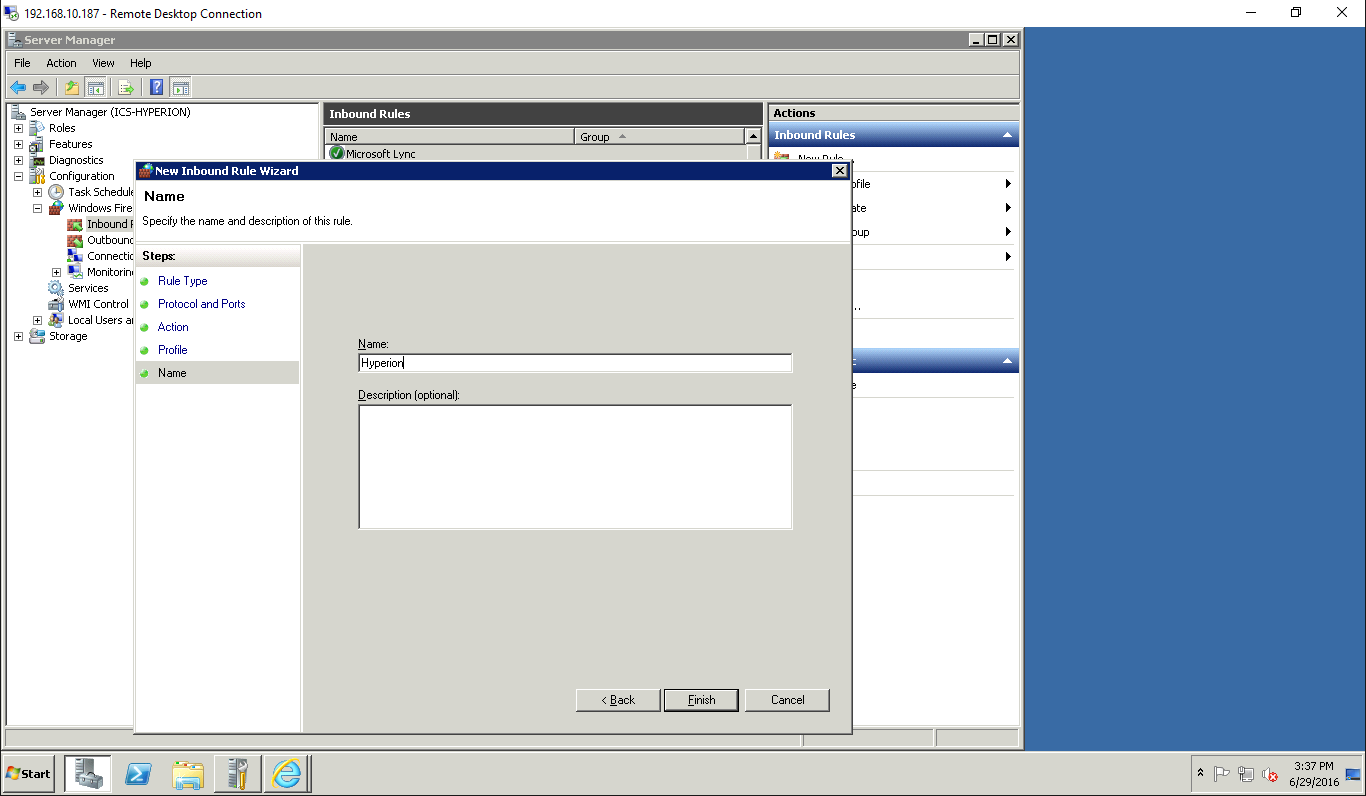 192.168.10.187 - Remote Desktop Connection
Server Manager
File Action View Help
Server Manager (ICS-HYPERION)
Roles
Features
Diagnostics
Configuration
Task Schedule
Windows Fire
Inbound R
Outbound
Connectio
Monitorin
Services
WMI Control
Local Users a
Storage
Inbound Rules
Name Group
Microsoft Lync
Actions
Inbound Rules
New Rule...
ofile
ate
oup
..
e
New Inbound Rule Wizard
Name
Specify the name and description of this rule.
Steps:
Rule Type
Protocol and Ports
Action
Profile
Name
Name:
Hyperion
Description (optional):
< Back Finish Cancel
Start
3:37 PM
6/29/2016